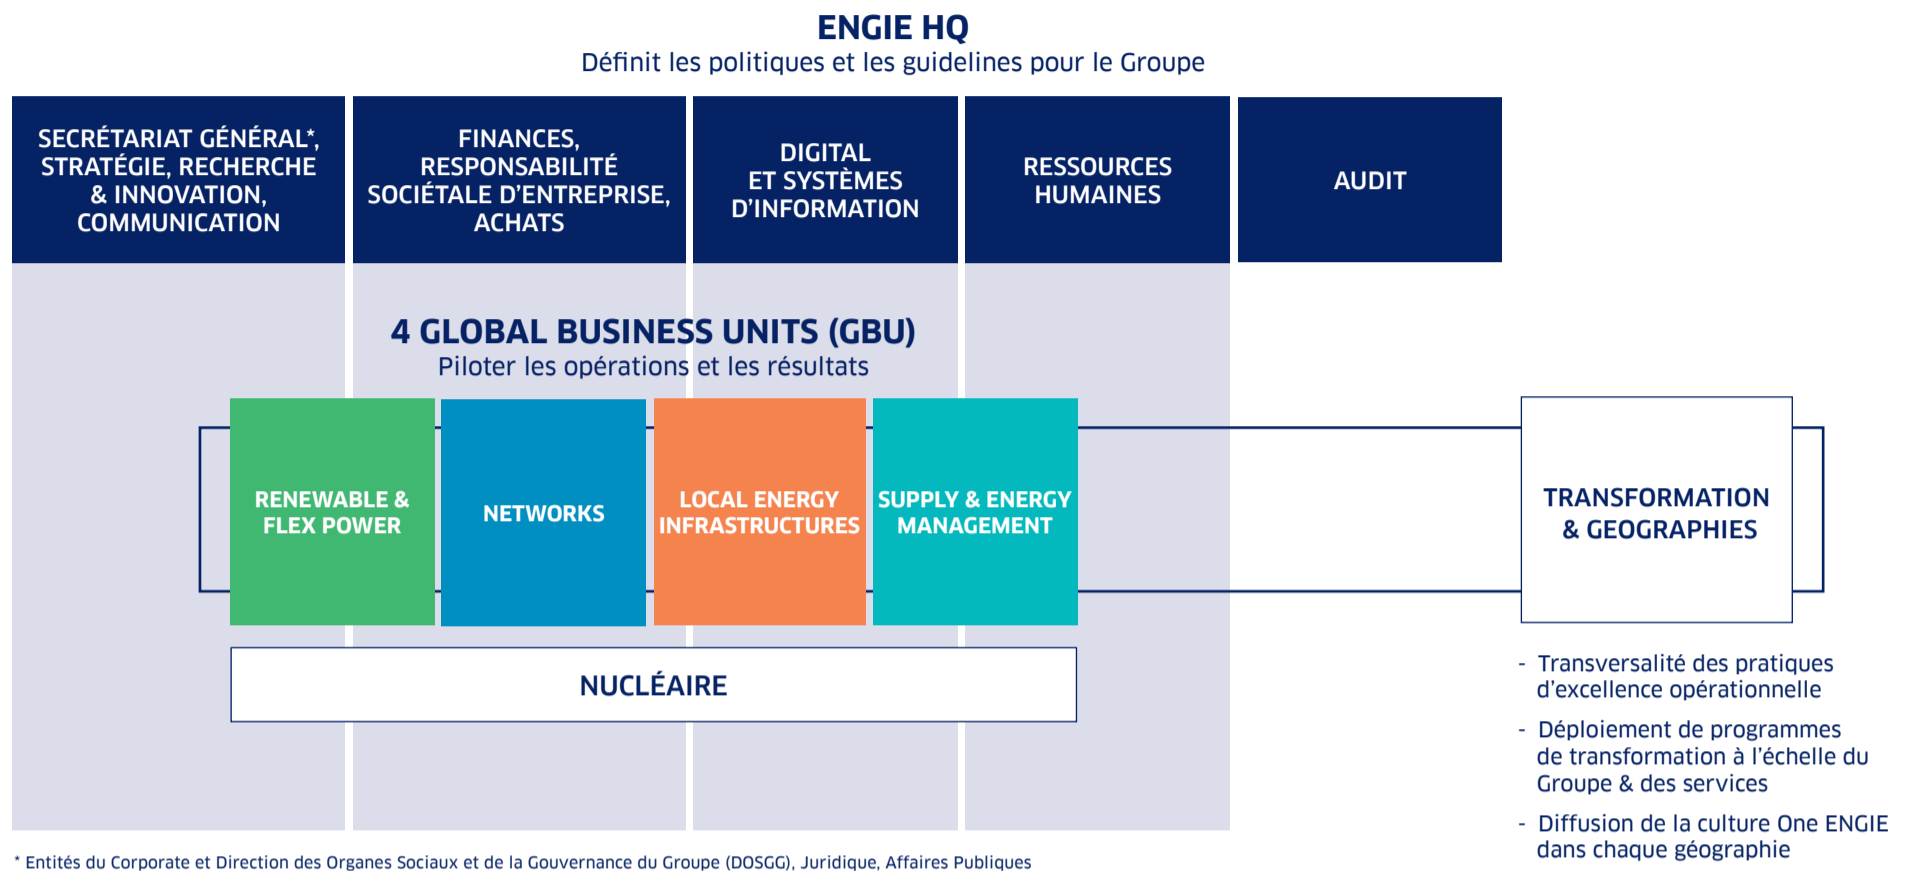 ENGIE HQ
Définit les politiques et les guidelines pour le Groupe
SECRÉTARIAT GÉNÉRAL*,
STRATÉGIE, RECHERCHE
& INNOVATION,
COMMUNICATION
FINANCES,
RESPONSABILITÉ
SOCIÉTALE D'ENTREPRISE,
ACHATS
DIGITAL
ET SYSTÈMES
D'INFORMATION
RESSOURCES
HUMAINES
AUDIT
4 GLOBAL BUSINESS UNITS (GBU)
Piloter les opérations et les résultats
RENEWABLE &
FLEX POWER
NETWORKS
LOCAL ENERGY
INFRASTRUCTURES
SUPPLY & ENERGY
MANAGEMENT
TRANSFORMATION
& GEOGRAPHIES
NUCLÉAIRE
- Transversalité des pratiques
d'excellence opérationnelle
- Déploiement de programmes
de transformation à l'échelle du
Groupe & des services
- Diffusion de la culture One ENGIE
dans chaque géographie
* Entités du Corporate et Direction des Organes Sociaux et de la Gouvernance du Groupe (DOSGG), Juridique, Affaires Publiques